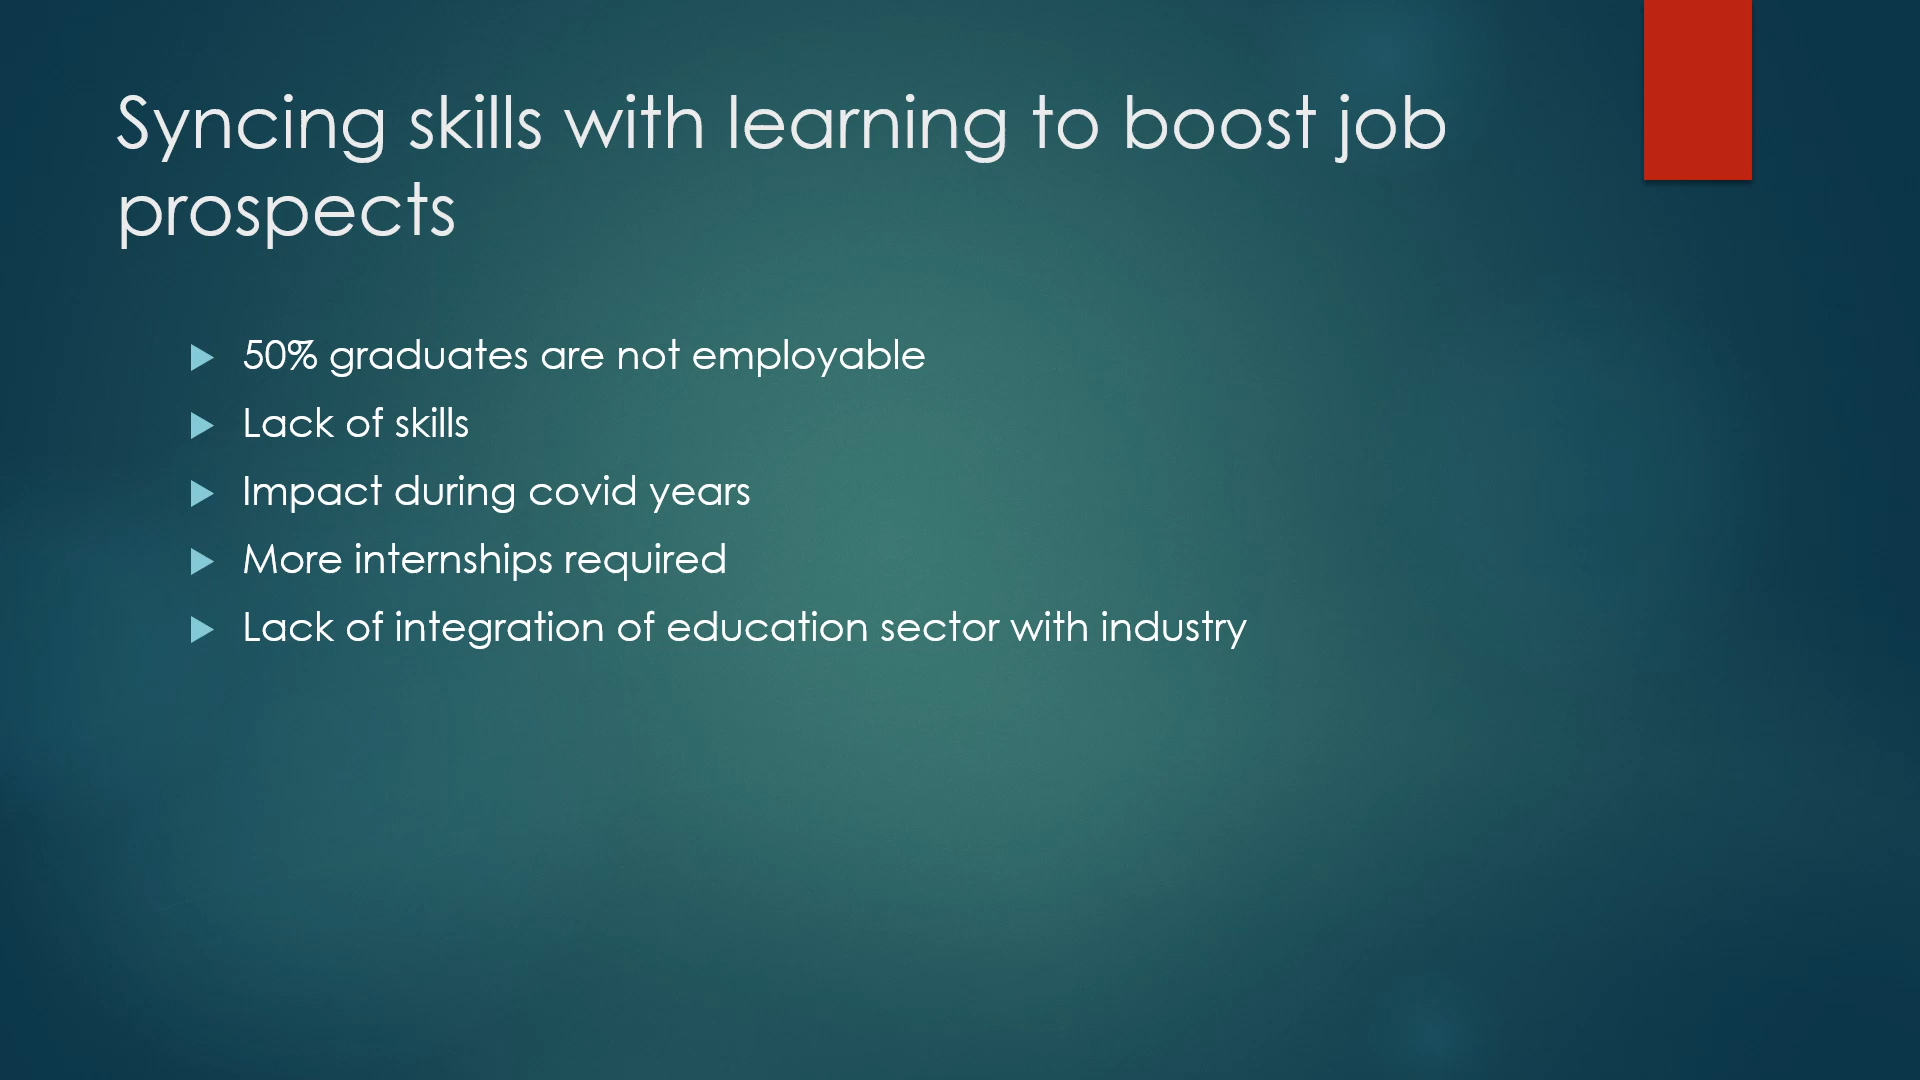 Syncing skills with learning to boost job
prospects
50% graduates are not employable
Lack of skills
Impact during covid years
More internships required
Lack of integration of education sector with industry